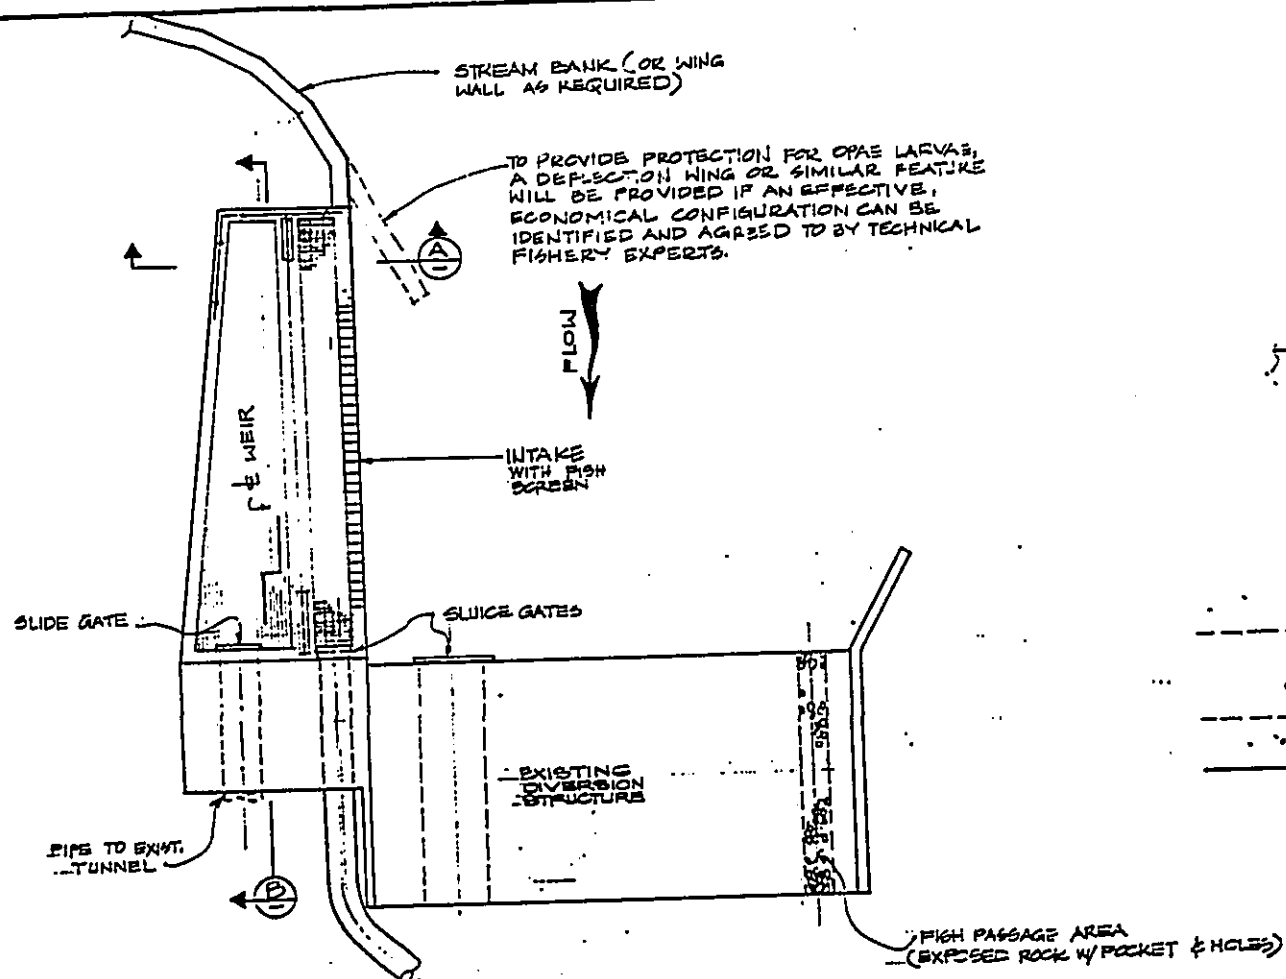 STREAM BANK (OR WING
WALL AS REQUIRED)
TO PROVIDE PROTECTION FOR OPAE LARVAE,
A DEFLECTION WING OR SIMILAR FEATURE
WILL BE PROVIDED IF AN EFFECTIVE,
ECONOMICAL CONFIGURATION CAN BE
IDENTIFIED AND AGREED TO BY TECHNICAL
FISHERY EXPERTS.
A
FLOW
℄ WEIR
INTAKE
WITH FISH
SCREEN
SLIDE GATE
SLUICE GATES
EXISTING
DIVERSION
STRUCTURE
PIPE TO EXIST.
TUNNEL
B
FISH PASSAGE AREA
(EXPOSED ROCK W/ POCKET & HOLES)